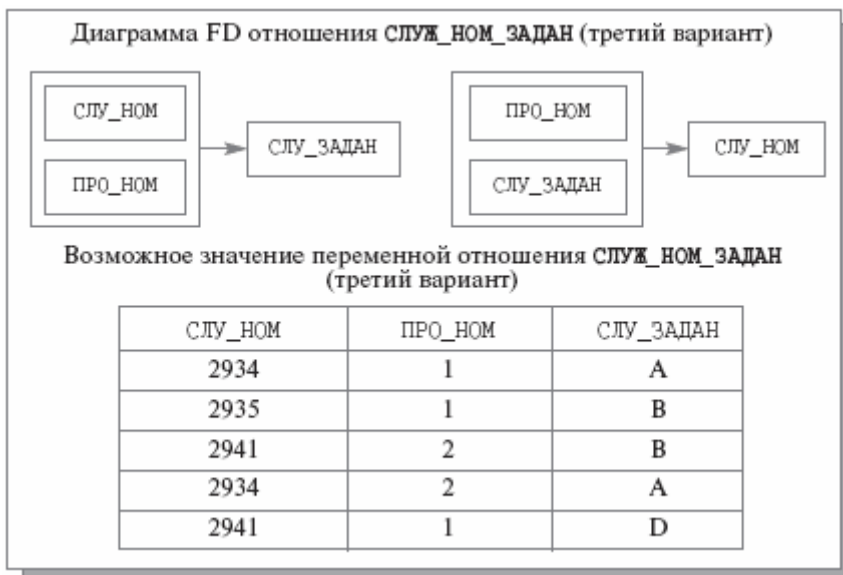 Диаграмма FD отношения СЛУЖ_НОМ_ЗАДАН (третий вариант)
СЛУ_НОМ
ПРО_НОМ
СЛУ_ЗАДАН
ПРО_НОМ
СЛУ_ЗАДАН
СЛУ_НОМ
Возможное значение переменной отношения СЛУЖ_НОМ_ЗАДАН
(третий вариант)
СЛУ_НОМ ПРО_НОМ СЛУ_ЗАДАН
2934 1 A
2935 1 B
2941 2 B
2934 2 A
2941 1 D